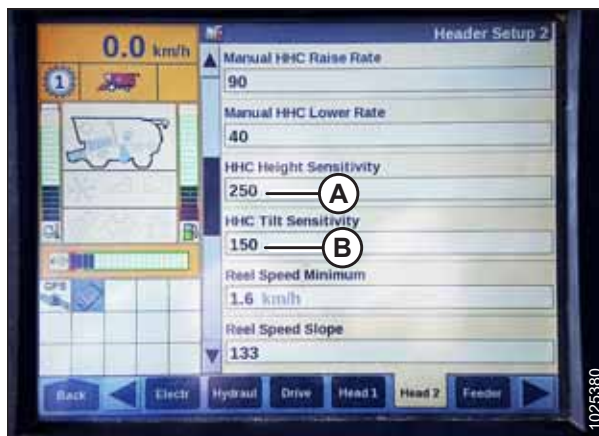 0.0 km/h
Header Setup 2
1
Manual HHC Raise Rate
90
Manual HHC Lower Rate
40
HHC Height Sensitivity
250
A
HHC Tilt Sensitivity
150
B
Reel Speed Minimum
1.6 km/h
GPS
Reel Speed Slope
133
Back
Electr
Hydraul
Drive
Head 1
Head 2
Feeder
1025380